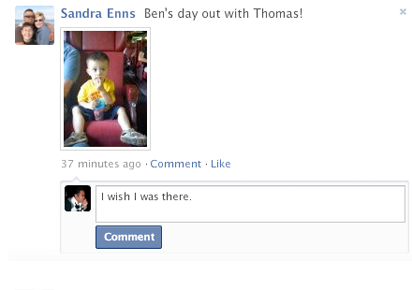 Sandra Enns Ben's day out with Thomas!
37 minutes ago · Comment · Like
I wish I was there.
Comment